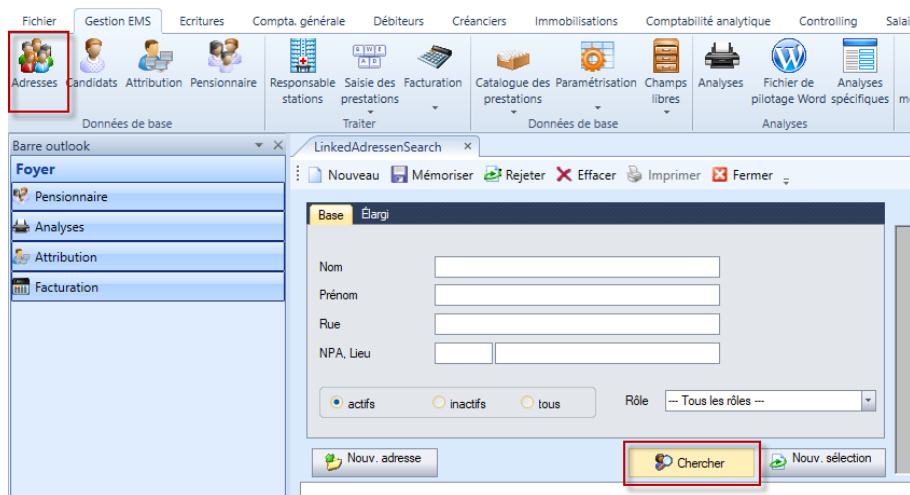 Fichier Gestion EMS Ecritures Compta. générale Débiteurs Créanciers Immobilisations Comptabilité analytique Controlling Salai
Adresses Candidats Attribution Pensionnaire Responsable stations Saisie des prestations Facturation Catalogue des prestations Paramétrisation Champs libres Analyses Fichier de pilotage Word Analyses spécifiques
Données de base Traiter Données de base Analyses
Barre outlook LinkedAdressenSearch
Foyer
Nouveau Mémoriser Rejeter Effacer Imprimer Fermer
Pensionnaire
Base Élargi
Analyses
Attribution
Nom
Facturation
Prénom
Rue
NPA, Lieu
actifs inactifs tous Rôle --- Tous les rôles ---
Nouv. adresse Chercher Nouv. sélection